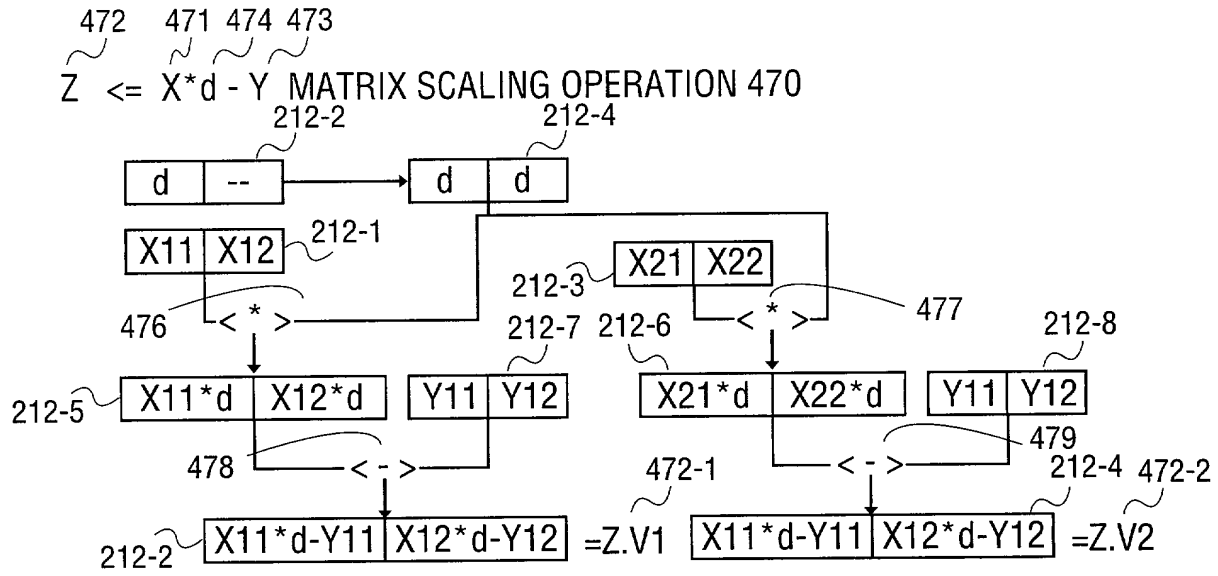 472 471 474 473
Z <= X*d - Y MATRIX SCALING OPERATION 470
212-2 212-4
d -- d d
X11 X12 212-1
X21 X22
212-3
476 < * > < * > 477
212-7 212-6 212-8
X11*d X12*d Y11 Y12 X21*d X22*d Y11 Y12
212-5
478 < - > < - > 479
472-1 212-4 472-2
X11*d-Y11 X12*d-Y12 =Z.V1 X11*d-Y11 X12*d-Y12 =Z.V2
212-2